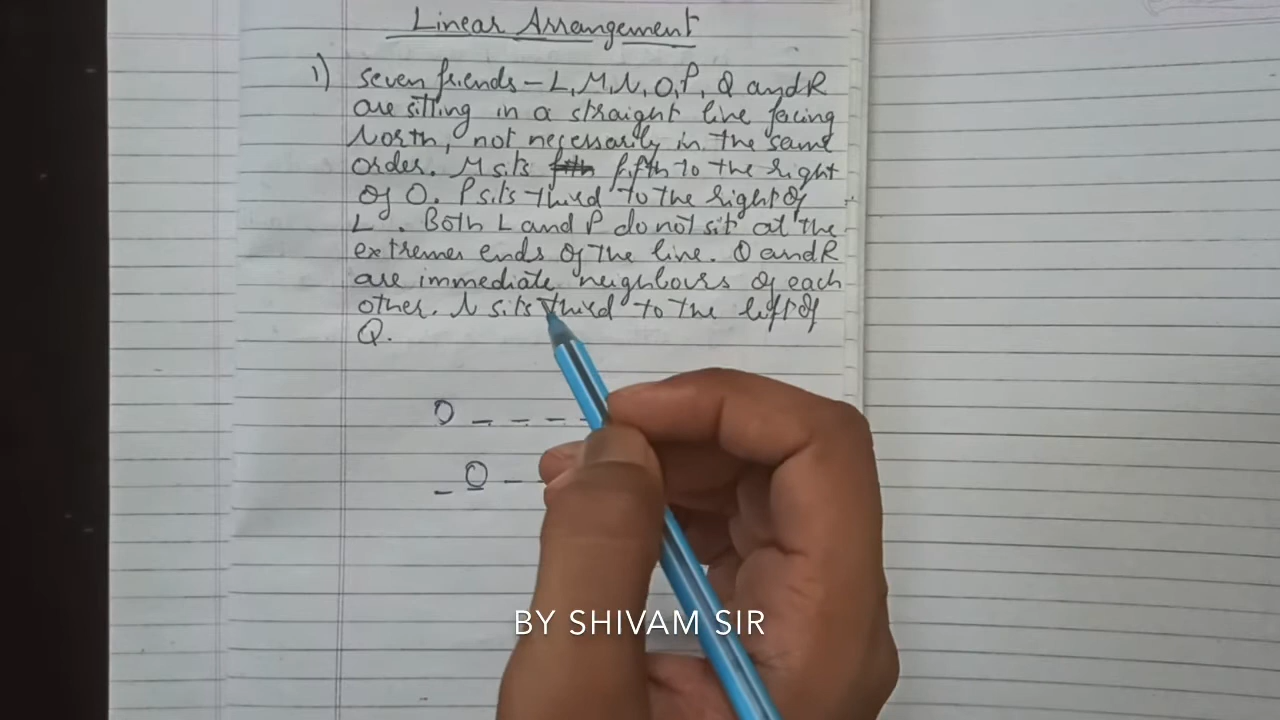 Linear Arrangement
1) Seven friends - L, M, N, O, P, Q and R
are sitting in a straight line facing
North, not necessarily in the same
order. M sits fifth to the right
of O. P sits third to the right of
L. Both L and P do not sit at the
extreme ends of the line. Q and R
are immediate neighbours of each
other. N sits third to the left of
Q.
O _ _ _ _
_ O _ _
BY SHIVAM SIR